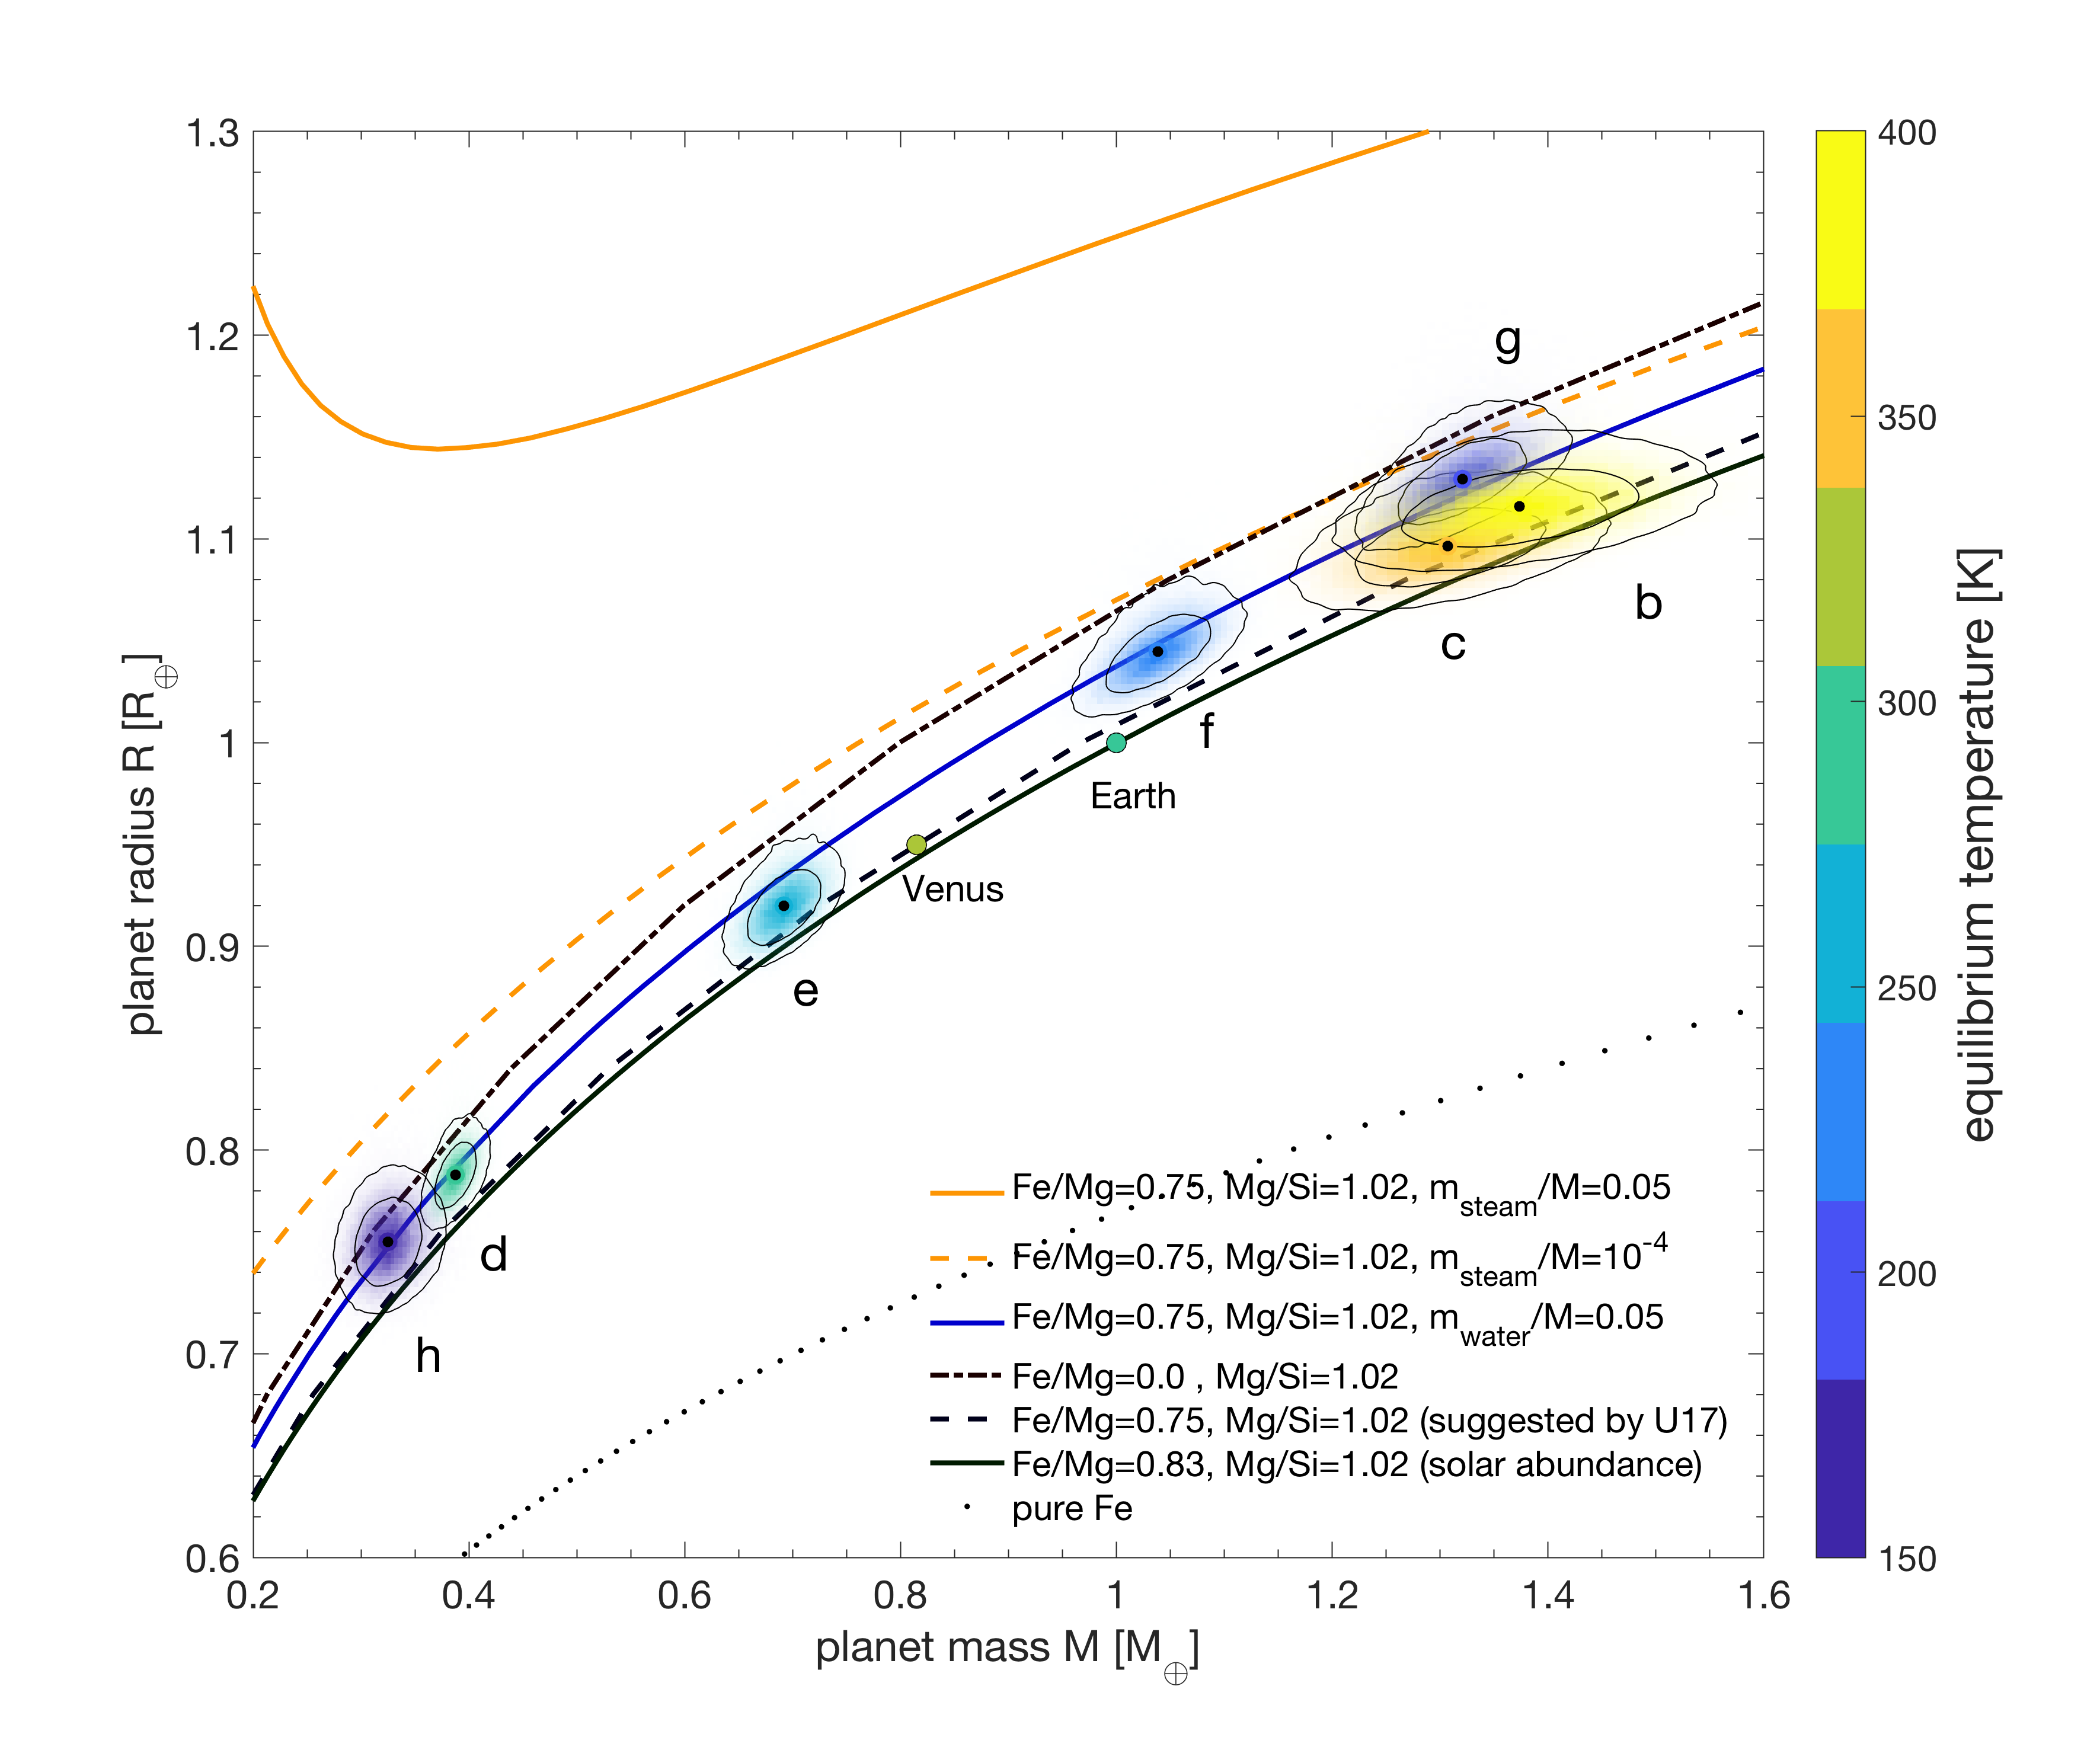 1.3
1.2
1.1
1
0.9
0.8
0.7
0.6
planet radius R [R⊕]
g
b
c
f
Earth
Venus
e
d
h
Fe/Mg=0.75, Mg/Si=1.02, m_steam/M=0.05
Fe/Mg=0.75, Mg/Si=1.02, m_steam/M=10^-4
Fe/Mg=0.75, Mg/Si=1.02, m_water/M=0.05
Fe/Mg=0.0 , Mg/Si=1.02
Fe/Mg=0.75, Mg/Si=1.02 (suggested by U17)
Fe/Mg=0.83, Mg/Si=1.02 (solar abundance)
pure Fe
0.2 0.4 0.6 0.8 1 1.2 1.4 1.6
planet mass M [M⊕]
400
350
300
250
200
150
equilibrium temperature [K]